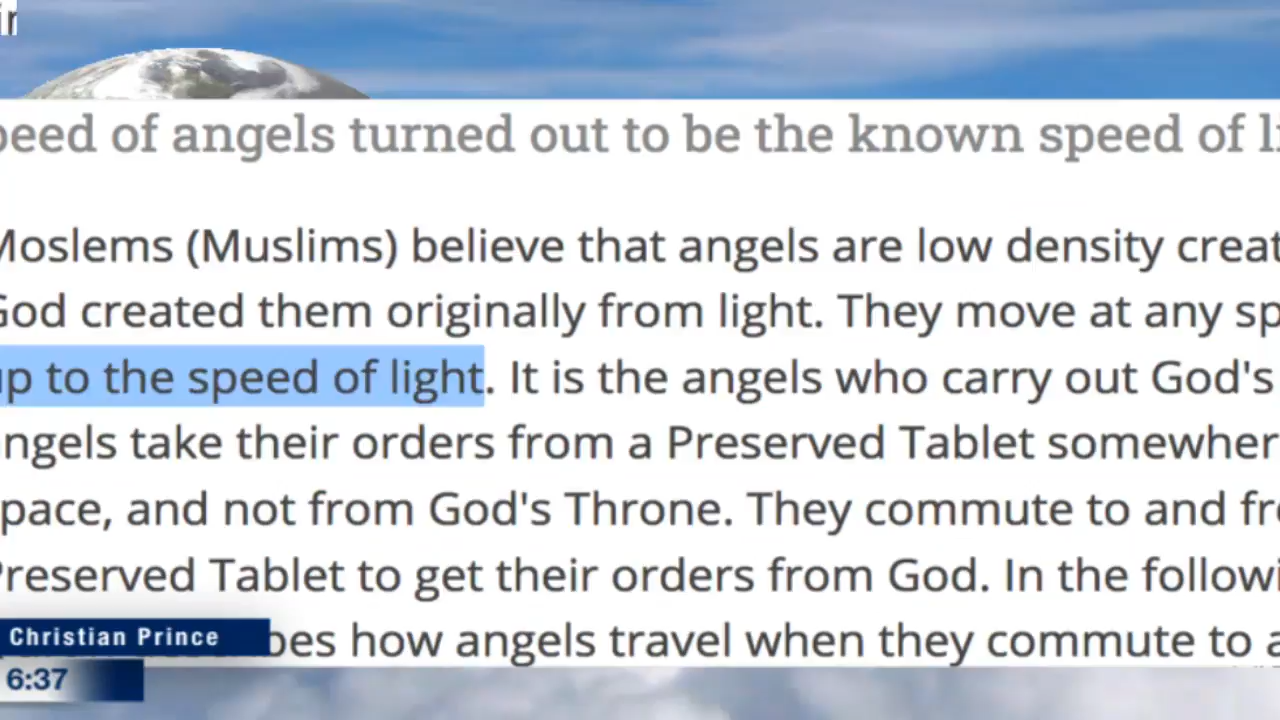 peed of angels turned out to be the known speed of li
Moslems (Muslims) believe that angels are low density creat
God created them originally from light. They move at any sp
up to the speed of light. It is the angels who carry out God's
angels take their orders from a Preserved Tablet somewher
pace, and not from God's Throne. They commute to and fr
Preserved Tablet to get their orders from God. In the followi
oes how angels travel when they commute to a
Christian Prince
6:37